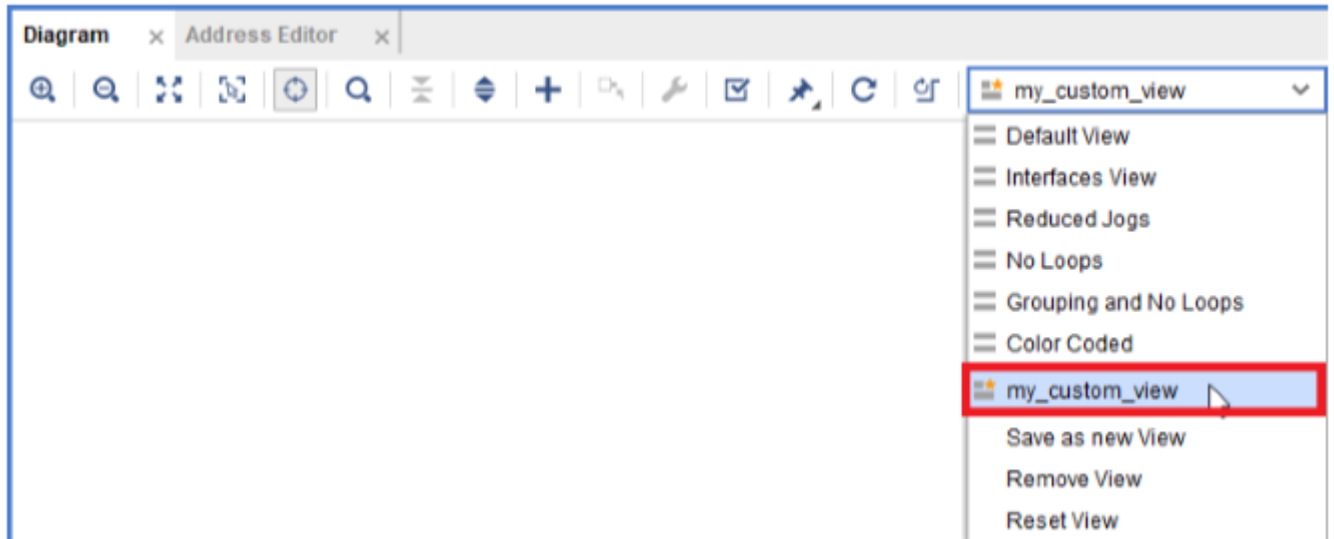 Diagram Address Editor
my_custom_view
Default View
Interfaces View
Reduced Jogs
No Loops
Grouping and No Loops
Color Coded
my_custom_view
Save as new View
Remove View
Reset View